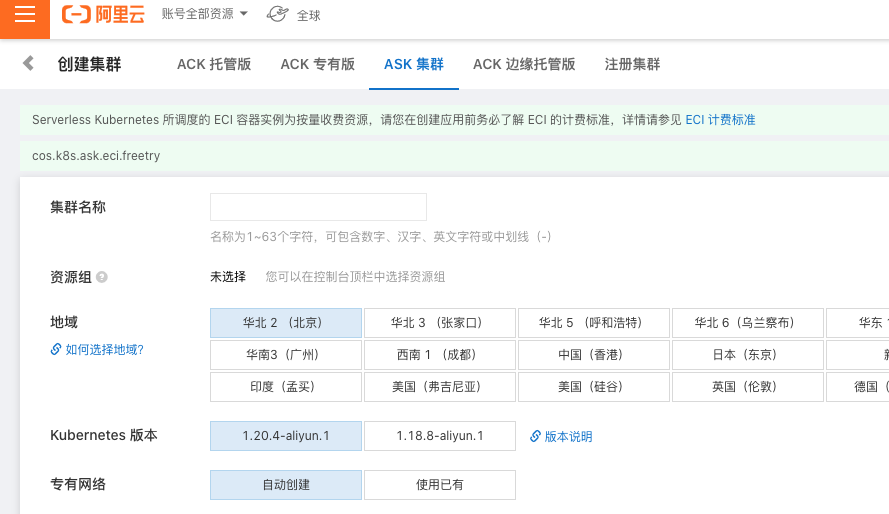 阿里云 账号全部资源 全球
创建集群 ACK 托管版 ACK 专有版 ASK 集群 ACK 边缘托管版 注册集群
Serverless Kubernetes 所调度的 ECI 容器实例为按量收费资源，请您在创建应用前务必了解 ECI 的计费标准，详情请参见 ECI 计费标准
cos.k8s.ask.eci.freetry
集群名称
名称为1~63个字符，可包含数字、汉字、英文字符或中划线（-）
资源组 未选择 您可以在控制台顶栏中选择资源组
地域 华北 2 （北京） 华北 3 （张家口） 华北 5 （呼和浩特） 华北 6（乌兰察布） 华东
如何选择地域? 华南3（广州） 西南 1 （成都） 中国（香港） 日本（东京）
印度（孟买） 美国（弗吉尼亚） 美国（硅谷） 英国（伦敦） 德国（
Kubernetes 版本 1.20.4-aliyun.1 1.18.8-aliyun.1 版本说明
专有网络 自动创建 使用已有